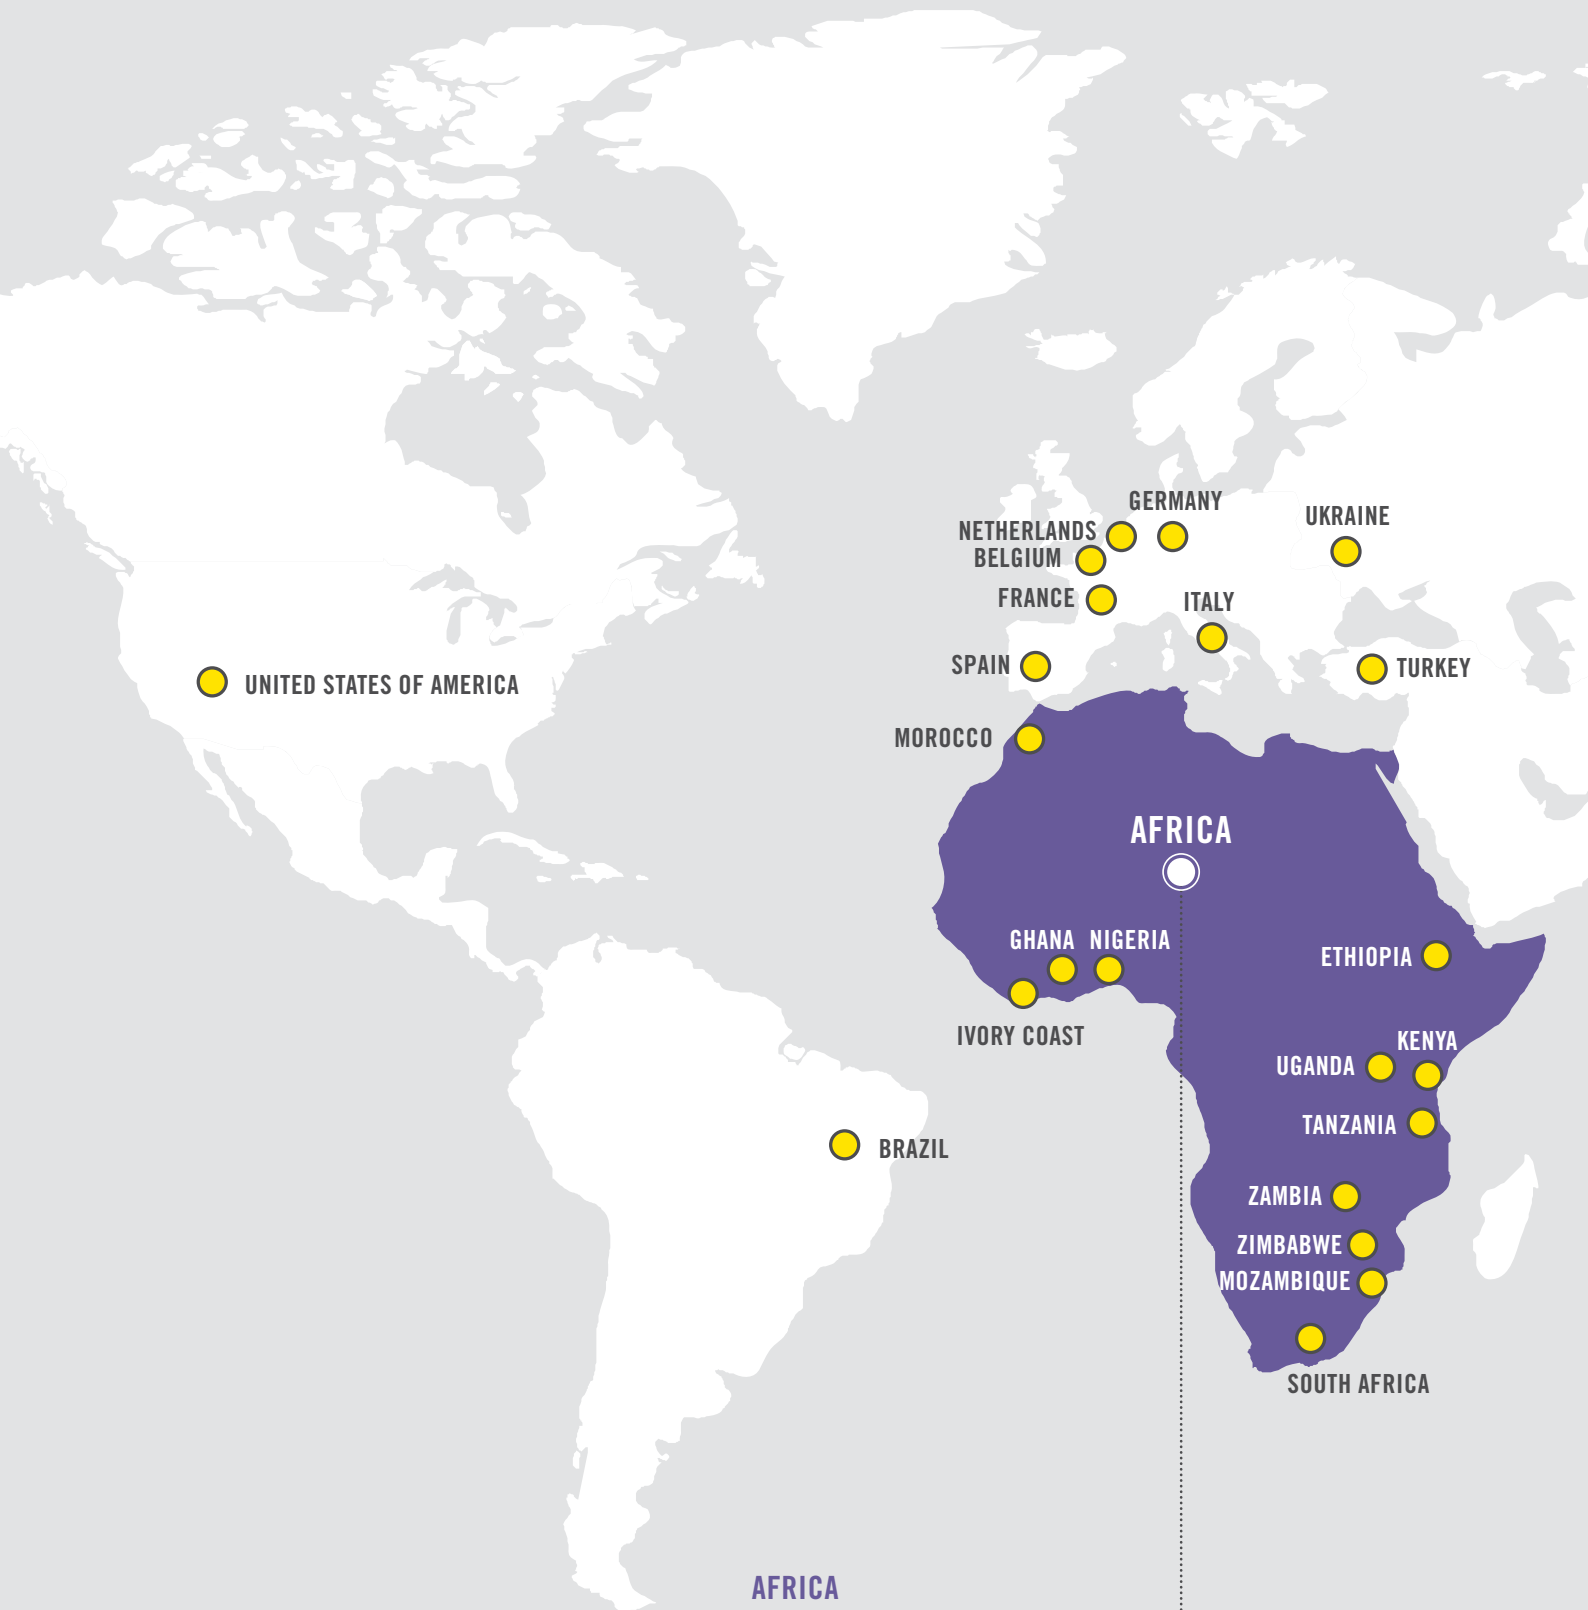 GERMANY
UKRAINE
NETHERLANDS
BELGIUM
FRANCE
ITALY
SPAIN
TURKEY
UNITED STATES OF AMERICA
MOROCCO
AFRICA
GHANA NIGERIA
ETHIOPIA
IVORY COAST
KENYA
UGANDA
TANZANIA
BRAZIL
ZAMBIA
ZIMBABWE
MOZAMBIQUE
SOUTH AFRICA
AFRICA